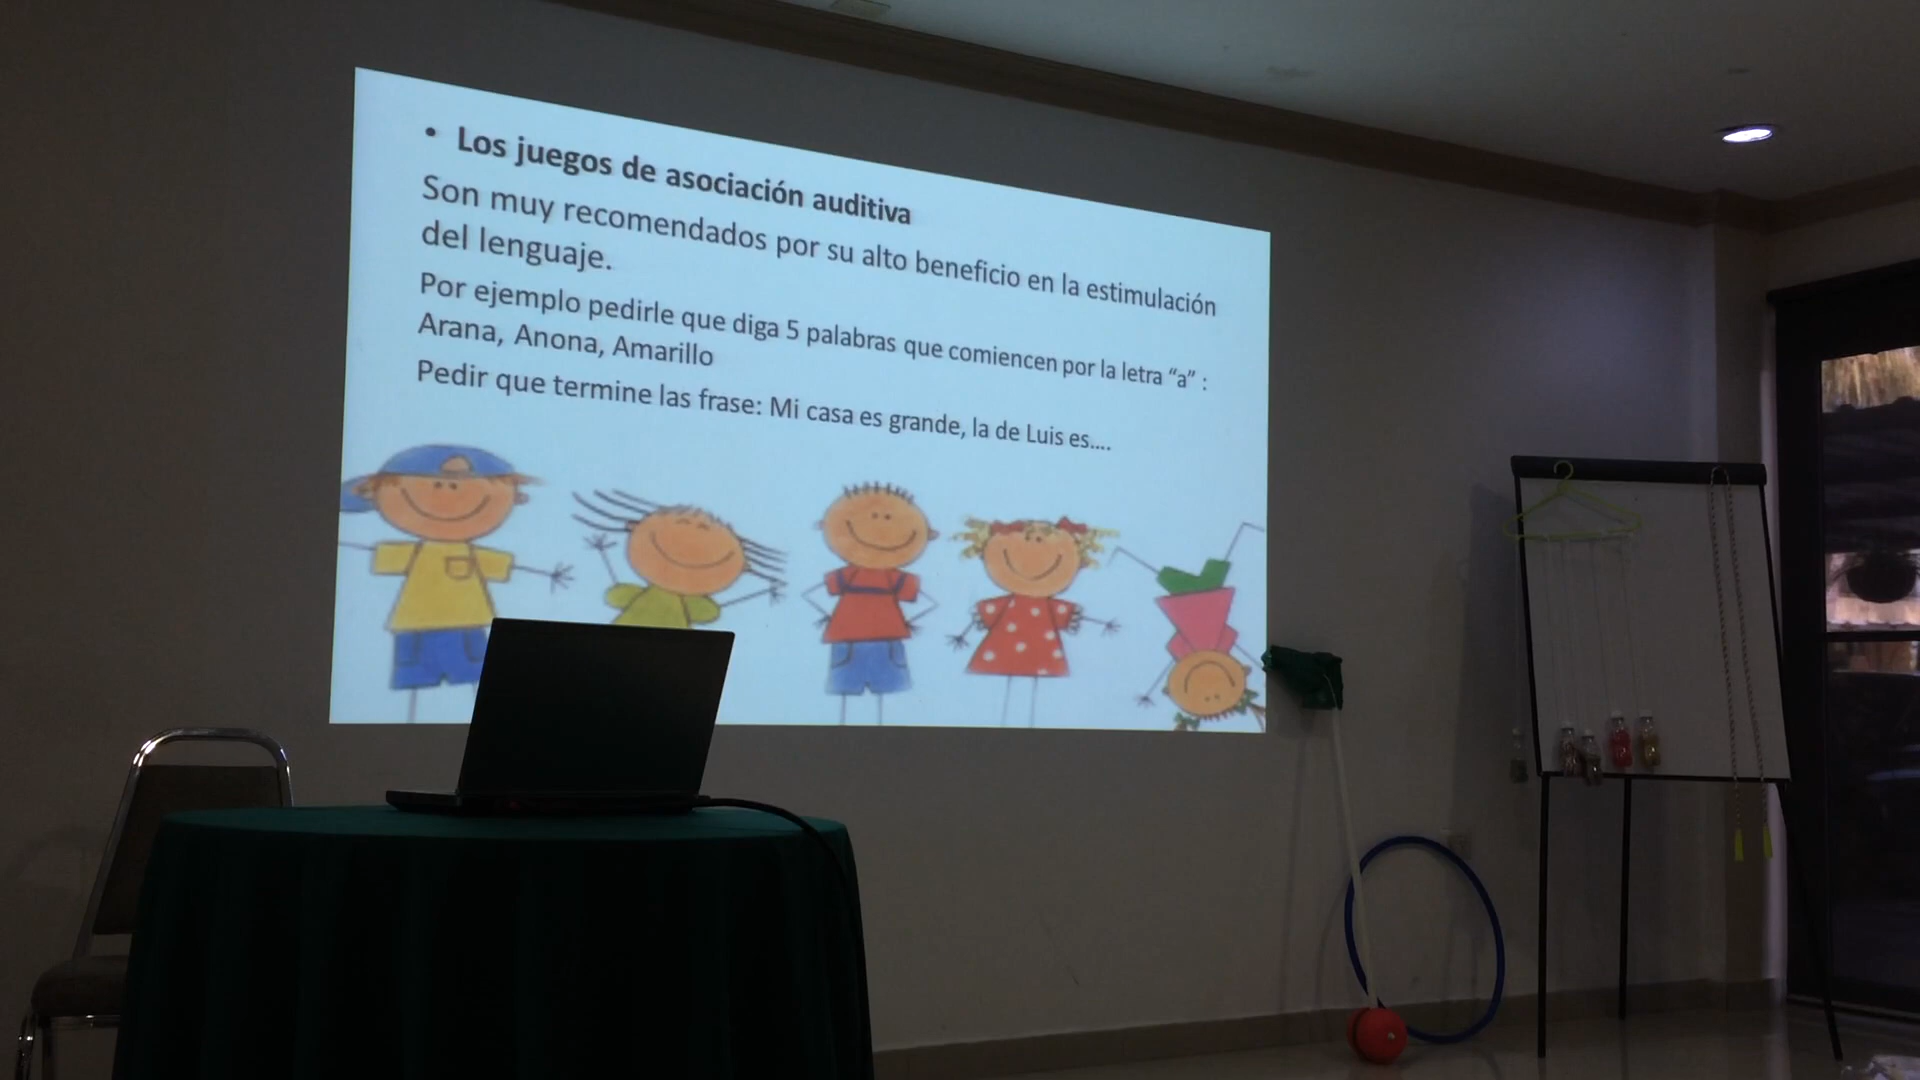 • Los juegos de asociación auditiva
Son muy recomendados por su alto beneficio en la estimulación
del lenguaje.
Por ejemplo pedirle que diga 5 palabras que comiencen por la letra “a” :
Arana, Anona, Amarillo
Pedir que termine las frase: Mi casa es grande, la de Luis es....